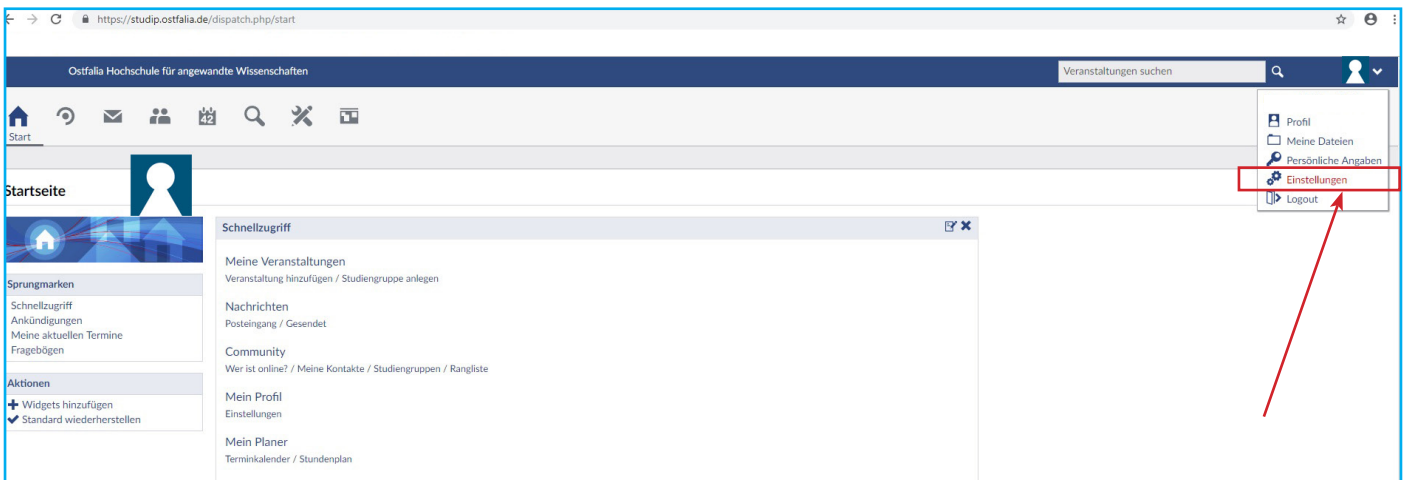 https://studip.ostfalia.de/dispatch.php/start
Ostfalia Hochschule für angewandte Wissenschaften
Veranstaltungen suchen
42
Start
Profil
Meine Dateien
Persönliche Angaben
Einstellungen
Logout
Startseite
Sprungmarken
Schnellzugriff
Ankündigungen
Meine aktuellen Termine
Fragebögen
Aktionen
Widgets hinzufügen
Standard wiederherstellen
Schnellzugriff
Meine Veranstaltungen
Veranstaltung hinzufügen / Studiengruppe anlegen
Nachrichten
Posteingang / Gesendet
Community
Wer ist online? / Meine Kontakte / Studiengruppen / Rangliste
Mein Profil
Einstellungen
Mein Planer
Terminkalender / Stundenplan